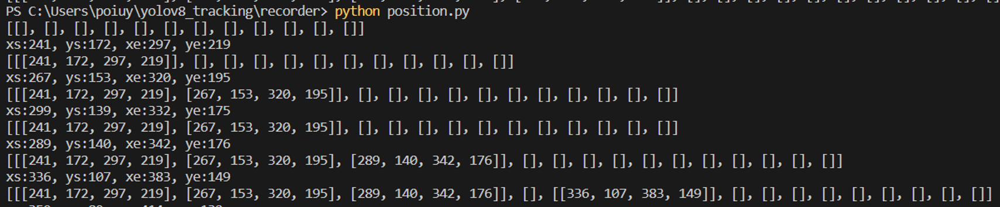 PS C:\Users\poiuy\yolov8_tracking\recorder> python position.py
[[], [], [], [], [], [], [], [], [], [], [], []]
xs:241, ys:172, xe:297, ye:219
[[[241, 172, 297, 219]], [], [], [], [], [], [], [], [], [], [], []]
xs:267, ys:153, xe:320, ye:195
[[[241, 172, 297, 219], [267, 153, 320, 195]], [], [], [], [], [], [], [], [], [], [], []]
xs:299, ys:139, xe:332, ye:175
[[[241, 172, 297, 219], [267, 153, 320, 195]], [], [], [], [], [], [], [], [], [], [], []]
xs:289, ys:140, xe:342, ye:176
[[[241, 172, 297, 219], [267, 153, 320, 195], [289, 140, 342, 176]], [], [], [], [], [], [], [], [], [], [], []]
xs:336, ys:107, xe:383, ye:149
[[[241, 172, 297, 219], [267, 153, 320, 195], [289, 140, 342, 176]], [], [[336, 107, 383, 149]], [], [], [], [], [], [], [], [], []]